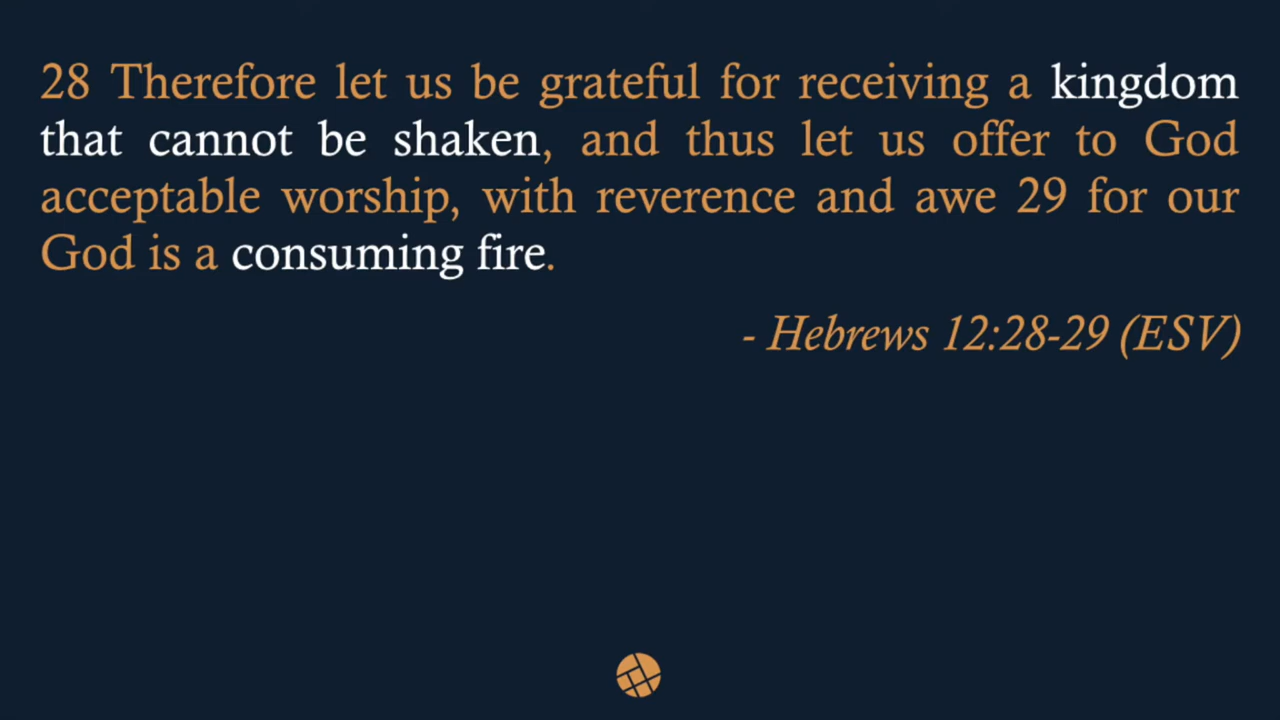 28 Therefore let us be grateful for receiving a kingdom
that cannot be shaken, and thus let us offer to God
acceptable worship, with reverence and awe 29 for our
God is a consuming fire.
- Hebrews 12:28-29 (ESV)